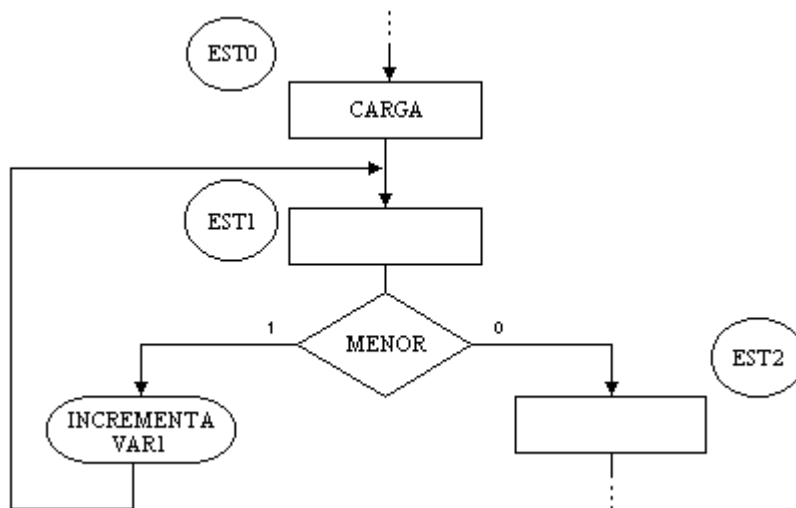 EST0
CARGA
EST1
1
MENOR
0
EST2
INCREMENTA
VAR1